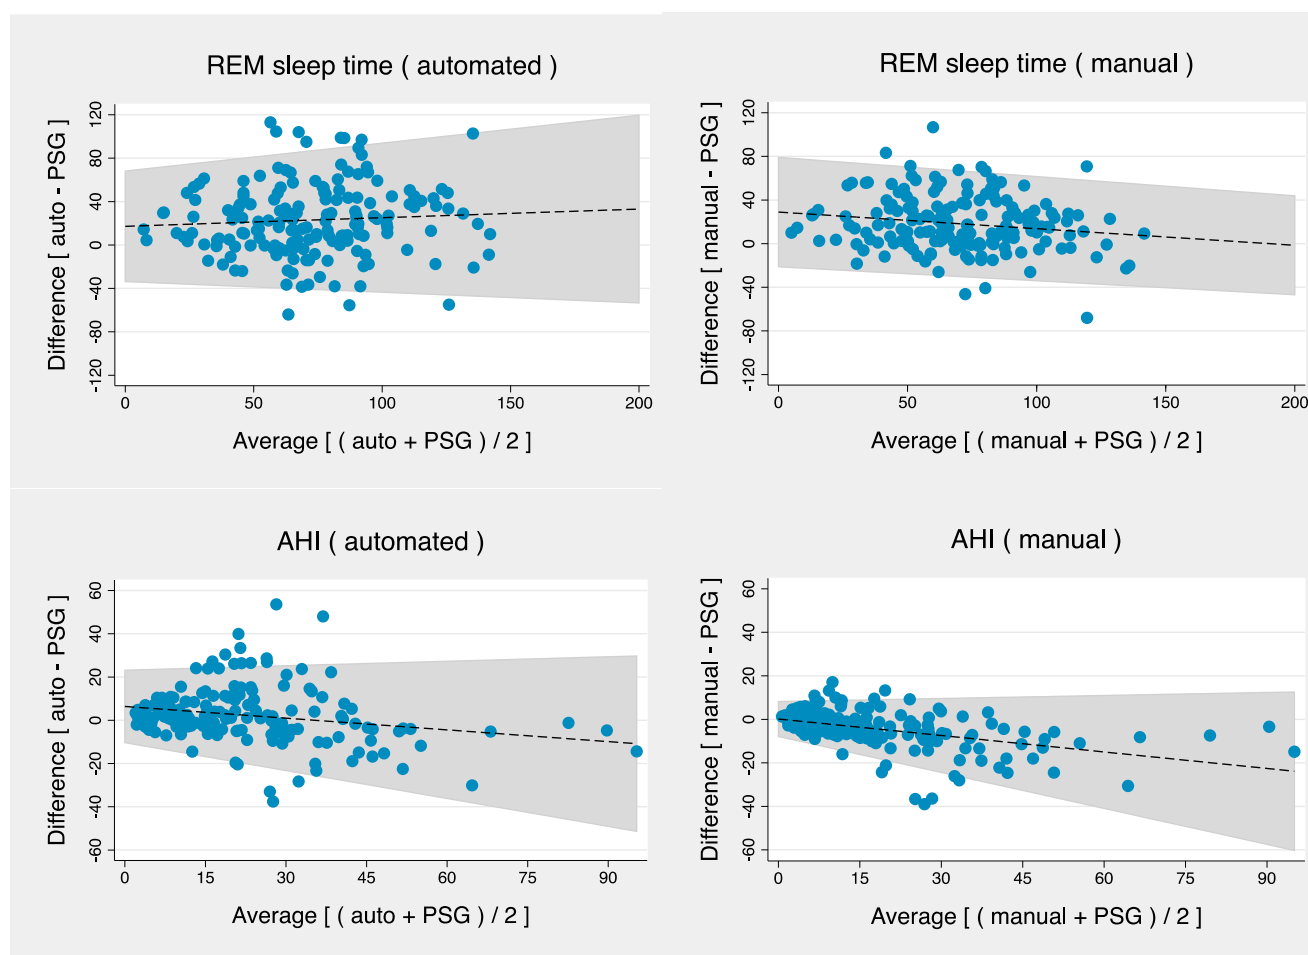 REM sleep time ( automated )
Difference [ auto - PSG ]
120
80
40
0
-40
-80
-120
0 50 100 150 200
Average [ ( auto + PSG ) / 2 ]
REM sleep time ( manual )
Difference [ manual - PSG ]
120
80
40
0
-40
-80
-120
0 50 100 150 200
Average [ ( manual + PSG ) / 2 ]
AHI ( automated )
Difference [ auto - PSG ]
60
40
20
0
-20
-40
-60
0 15 30 45 60 75 90
Average [ ( auto + PSG ) / 2 ]
AHI ( manual )
Difference [ manual - PSG ]
60
40
20
0
-20
-40
-60
0 15 30 45 60 75 90
Average [ ( manual + PSG ) / 2 ]